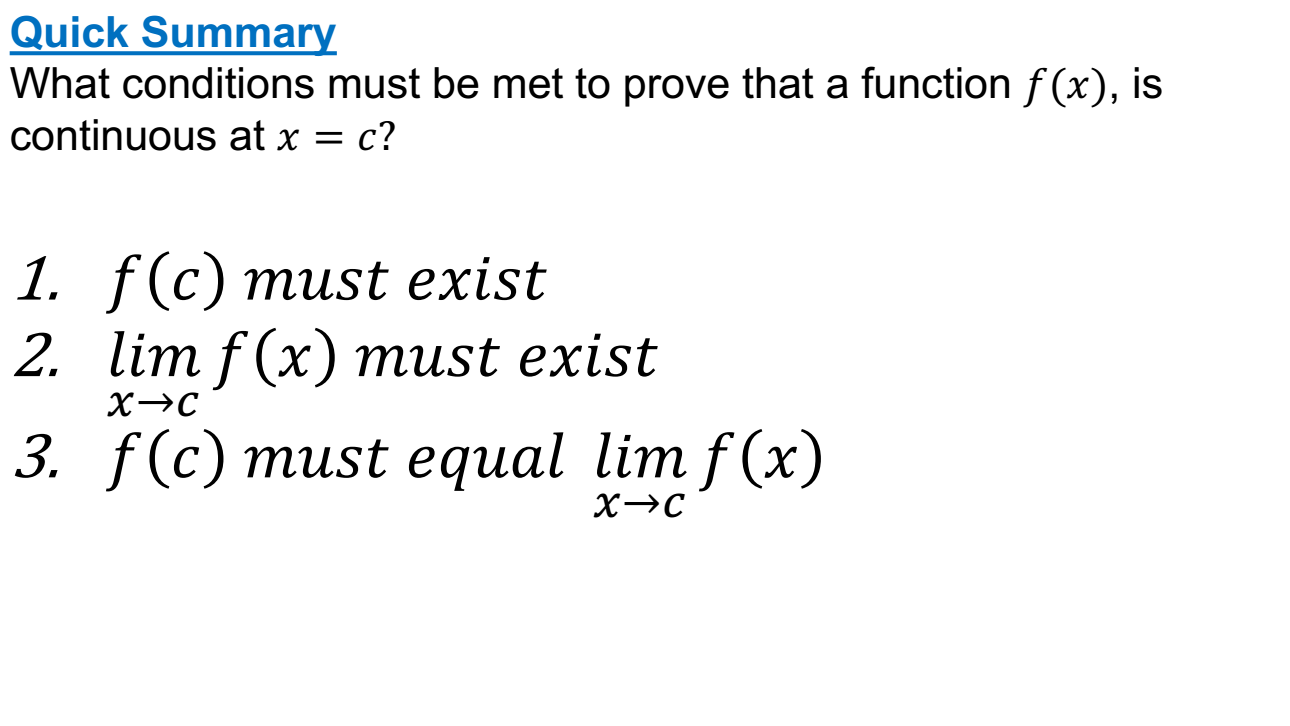 Quick Summary
What conditions must be met to prove that a function f(x), is
continuous at x = c?
1. f(c) must exist
2. lim f(x) must exist
x→c
3. f(c) must equal lim f(x)
x→c